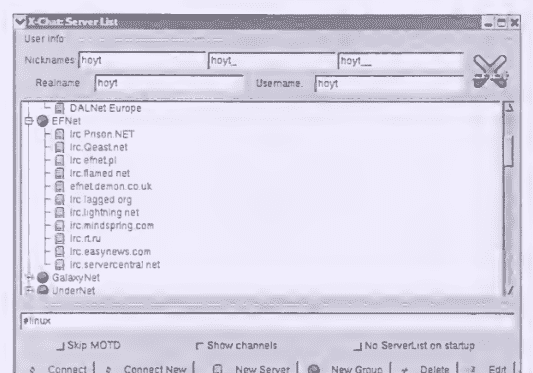 X-Chat: Server List
User info
Nicknames hoyt hoyt_ hoyt__
Realname hoyt Username. hoyt
DALNet Europe
EFNet
irc Prison.NET
irc.Qeast.net
irc efnet.pl
irc.flamed net
efnet.demon.co.uk
irc lagged org
irc.lightning net
irc.mindspring.com
irc.rt.ru
irc.easynews.com
irc.servercentral net
GalaxyNet
UnderNet
#linux
Skip MOTD Show channels No ServerList on startup
Connect Connect New New Server New Group Delete Edit